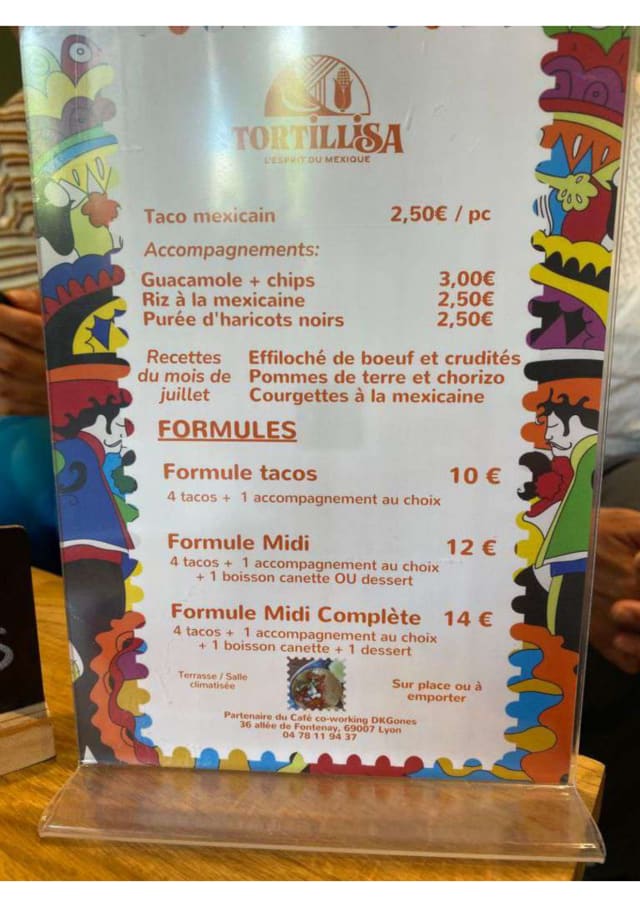 TORTILLISA
L'ESPRIT DU MEXIQUE
Taco mexicain 2,50€ / pc
Accompagnements:
Guacamole + chips 3,00€
Riz à la mexicaine 2,50€
Purée d'haricots noirs 2,50€
Recettes Effiloché de boeuf et crudités
du mois de Pommes de terre et chorizo
juillet Courgettes à la mexicaine
FORMULES
Formule tacos 10 €
4 tacos + 1 accompagnement au choix
Formule Midi 12 €
4 tacos + 1 accompagnement au choix
+ 1 boisson canette OU dessert
Formule Midi Complète 14 €
4 tacos + 1 accompagnement au choix
+ 1 boisson canette + 1 dessert
Terrasse / Salle
climatisée
Sur place ou à
emporter
Partenaire du Café co-working DKGones
36 allée de Fontenay, 69007 Lyon
04 78 11 94 37